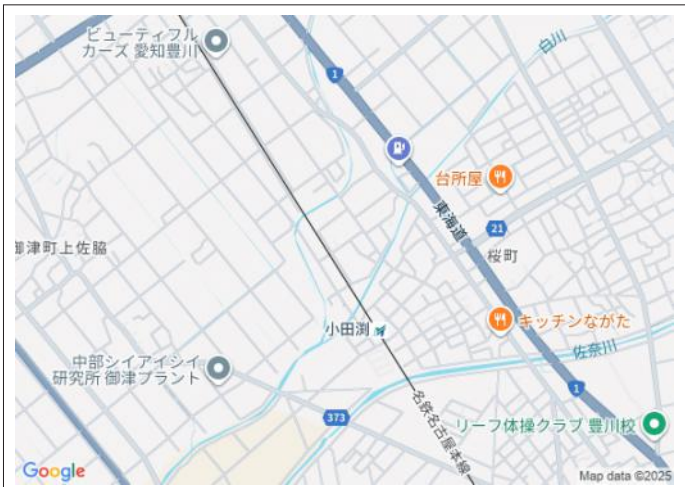 ビューティフル
カーズ 愛知豊川
1
白川
台所屋
東海道
21
桜町
御津町上佐脇
小田渕
キッチンながた
佐奈川
中部シイアイシイ
研究所 御津プラント
1
373
名鉄名古屋本線
リーフ体操クラブ 豊川校
Google
Map data ©2025